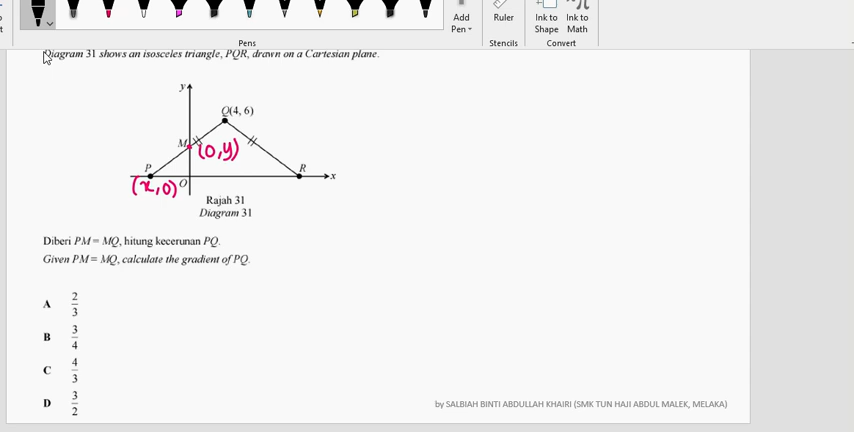 Add
Pen
Ruler
Ink to
Shape
Ink to
Math
Pens
Stencils
Convert
Diagram 31 shows an isosceles triangle, PQR, drawn on a Cartesian plane.
y
Q(4, 6)
M
(0,y)
P
R
x
(x,0)
O
Rajah 31
Diagram 31
Diberi PM = MQ, hitung kecerunan PQ.
Given PM = MQ, calculate the gradient of PQ.
A 2/3
B 3/4
C 4/3
D 3/2
by SALBIAH BINTI ABDULLAH KHAIRI (SMK TUN HAJI ABDUL MALEK, MELAKA)